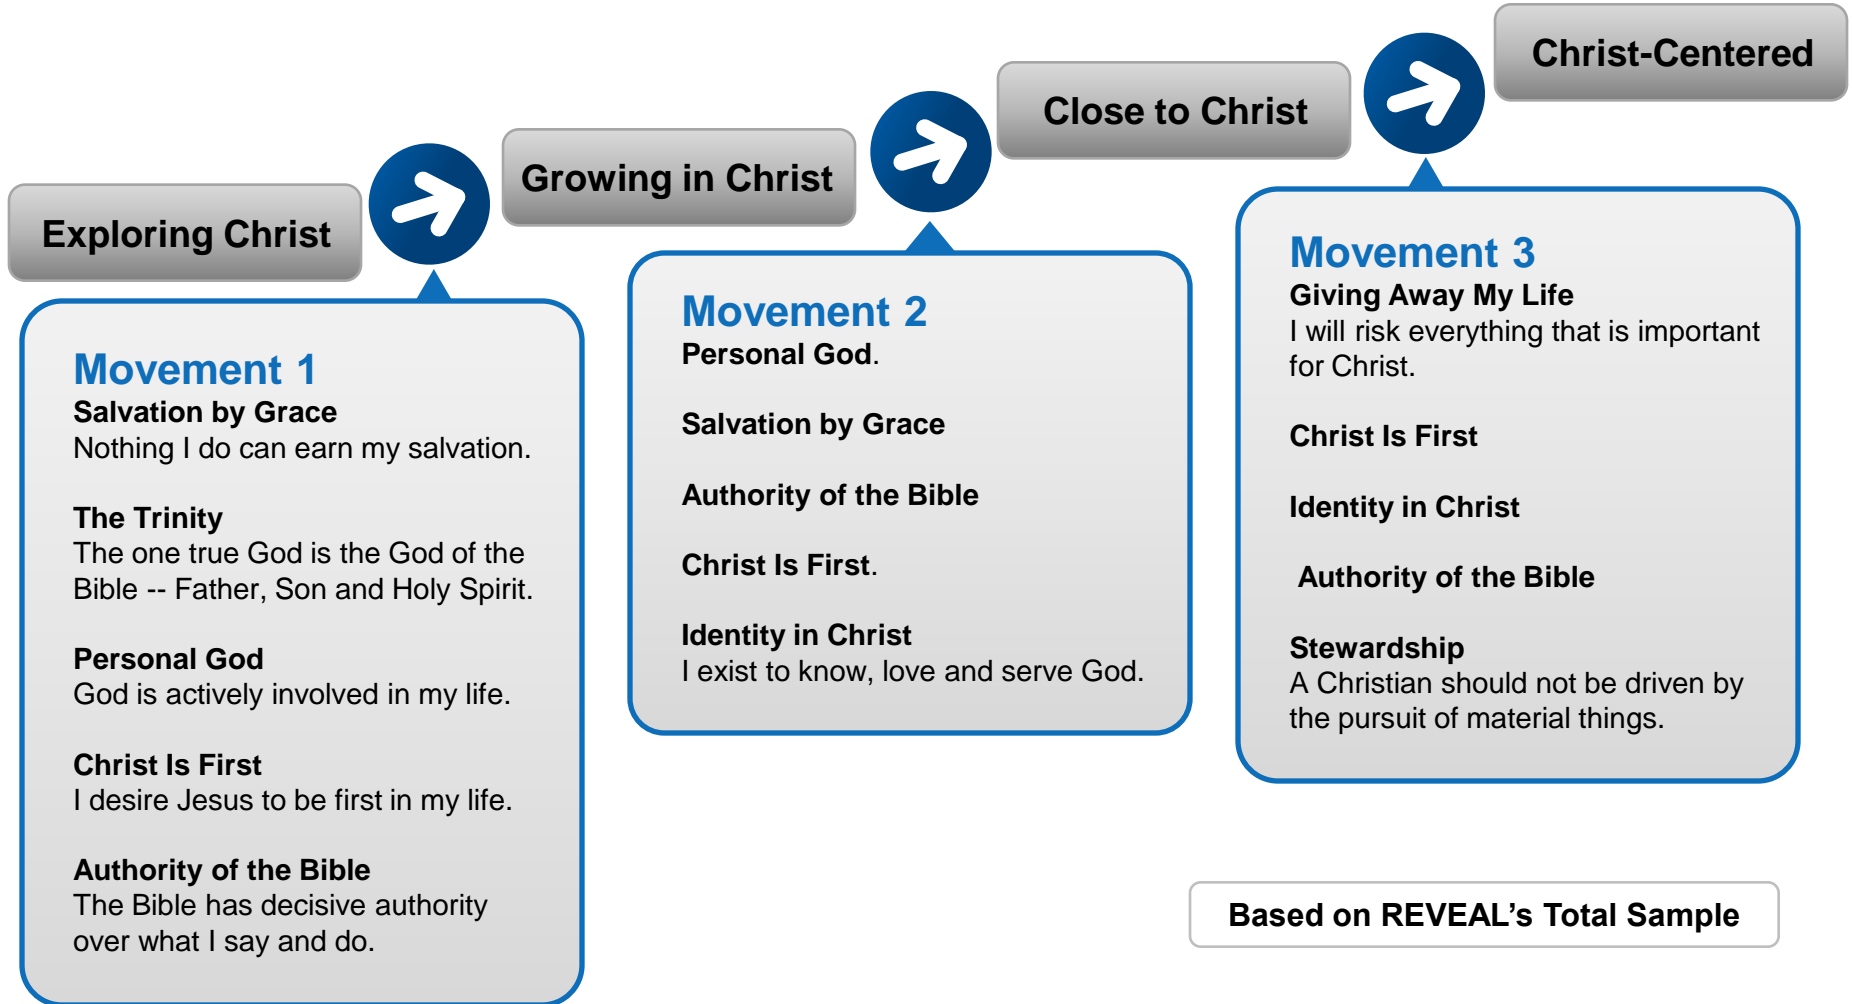 Exploring Christ
Growing in Christ
Close to Christ
Christ-Centered
Movement 1
Salvation by Grace
Nothing I do can earn my salvation.
The Trinity
The one true God is the God of the
Bible -- Father, Son and Holy Spirit.
Personal God
God is actively involved in my life.
Christ Is First
I desire Jesus to be first in my life.
Authority of the Bible
The Bible has decisive authority
over what I say and do.
Movement 2
Personal God.
Salvation by Grace
Authority of the Bible
Christ Is First.
Identity in Christ
I exist to know, love and serve God.
Movement 3
Giving Away My Life
I will risk everything that is important
for Christ.
Christ Is First
Identity in Christ
Authority of the Bible
Stewardship
A Christian should not be driven by
the pursuit of material things.
Based on REVEAL’s Total Sample